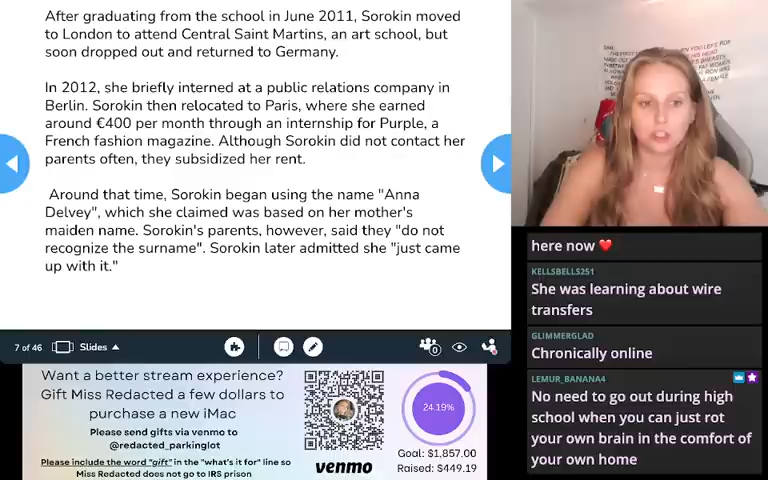 After graduating from the school in June 2011, Sorokin moved
to London to attend Central Saint Martins, an art school, but
soon dropped out and returned to Germany.
In 2012, she briefly interned at a public relations company in
Berlin. Sorokin then relocated to Paris, where she earned
around €400 per month through an internship for Purple, a
French fashion magazine. Although Sorokin did not contact her
parents often, they subsidized her rent.
Around that time, Sorokin began using the name "Anna
Delvey", which she claimed was based on her mother's
maiden name. Sorokin's parents, however, said they "do not
recognize the surname". Sorokin later admitted she "just came
up with it."
7 of 46
Slides
0
Want a better stream experience?
Gift Miss Redacted a few dollars to
purchase a new iMac
Please send gifts via venmo to
@redacted_parkinglot
Please include the word "gift" in the "what's it for" line so
Miss Redacted does not go to IRS prison
venmo
24.19%
Goal: $1,857.00
Raised: $449.19
here now ❤️
KELLSBELLS251
She was learning about wire
transfers
GLIMMERGLAD
Chronically online
LEMUR_BANANA4
No need to go out during high
school when you can just rot
your own brain in the comfort of
your own home